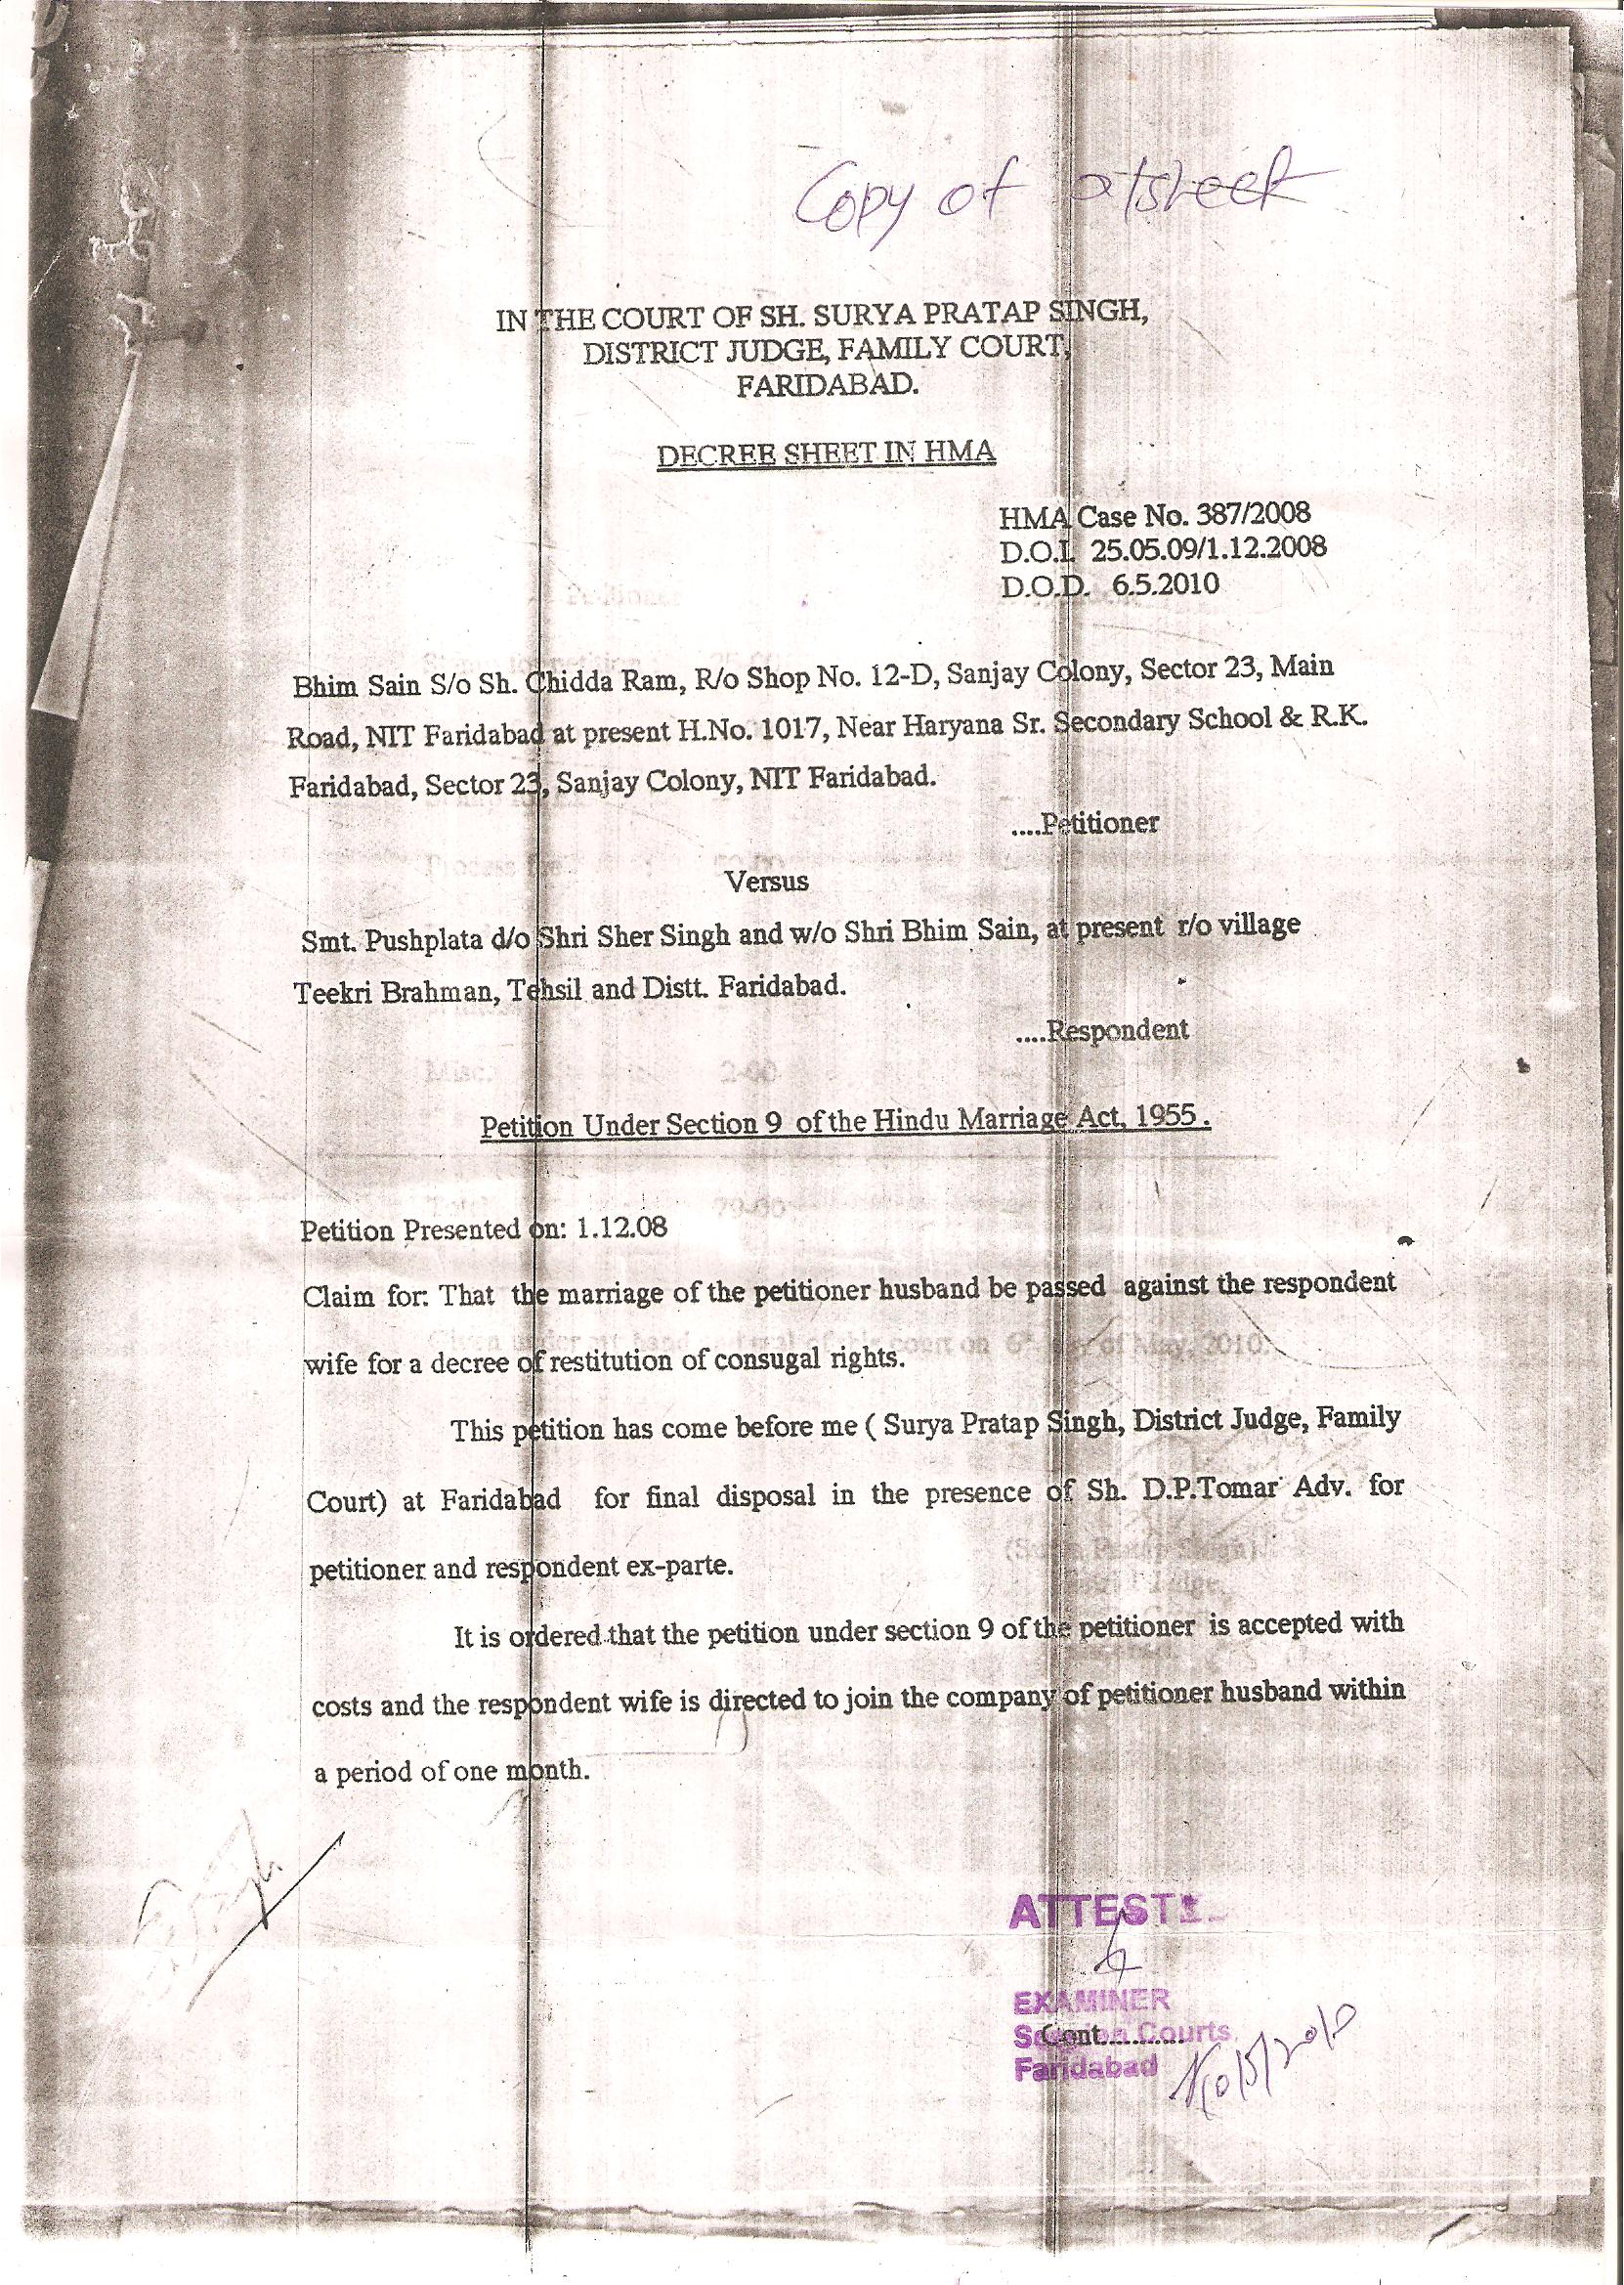 Copy of
IN THE COURT OF SH. SURYA PRATAP SINGH,
DISTRICT JUDGE, FAMILY COURT,
FARIDABAD.
DECREE SHEET IN HMA
HMA Case No. 387/2008
D.O.I. 25.05.09/1.12.2008
D.O.D. 6.5.2010
Bhim Sain S/o Sh. Chidda Ram, R/o Shop No. 12-D, Sanjay Colony, Sector 23, Main
Road, NIT Faridabad at present H.No. 1017, Near Haryana Sr. Secondary School & R.K.
Faridabad, Sector 23, Sanjay Colony, NIT Faridabad.
....Petitioner
Versus
Smt. Pushplata d/o Shri Sher Singh and w/o Shri Bhim Sain, at present r/o village
Teekri Brahman, Tehsil and Distt. Faridabad.
....Respondent
Petition Under Section 9 of the Hindu Marriage Act, 1955.
Petition Presented on: 1.12.08
Claim for: That the marriage of the petitioner husband be passed against the respondent
wife for a decree of restitution of consugal rights.
This petition has come before me ( Surya Pratap Singh, District Judge, Family
Court) at Faridabad for final disposal in the presence of Sh. D.P.Tomar Adv. for
petitioner and respondent ex-parte.
It is ordered that the petition under section 9 of the petitioner is accepted with
costs and the respondent wife is directed to join the company of petitioner husband within
a period of one month.
EXAMINER
Cont...........
Courts
Faridabad